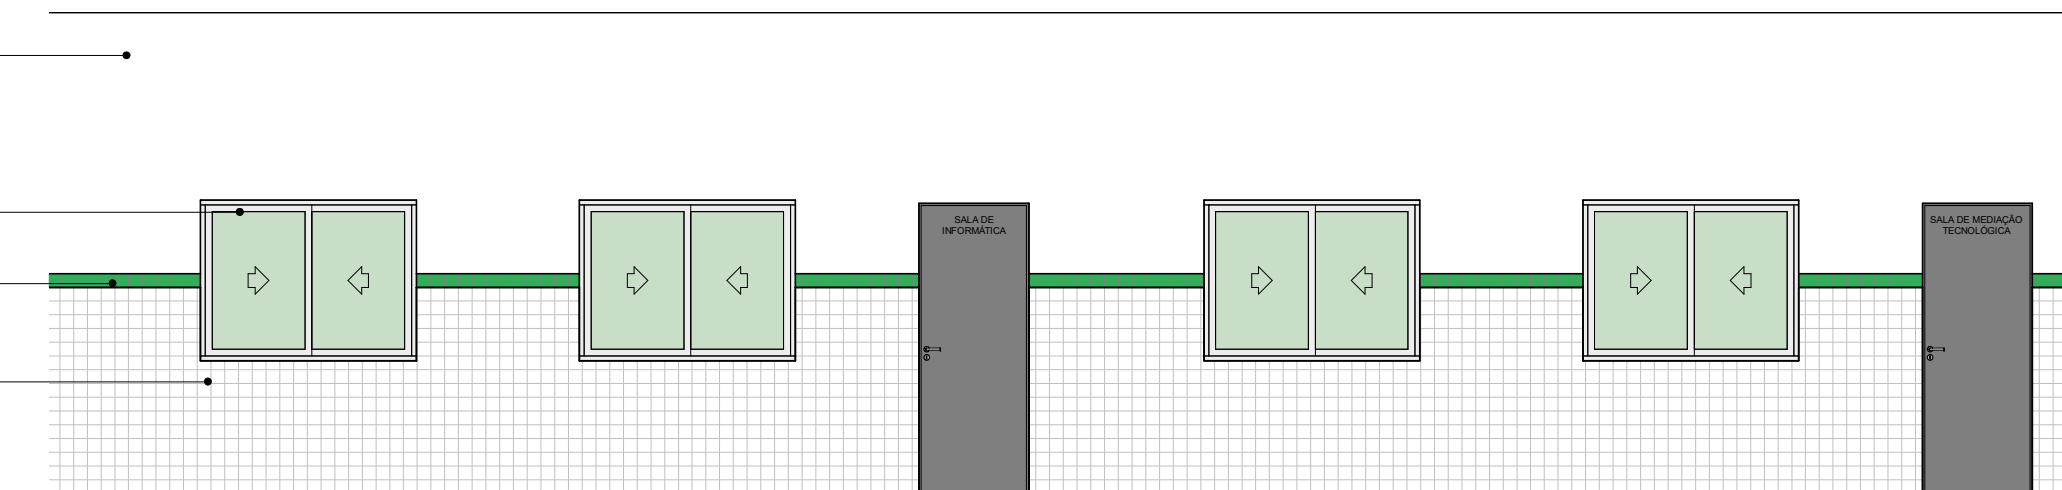 SALA DE
INFORMÁTICA
SALA DE MEDIAÇÃO
TECNOLÓGICA